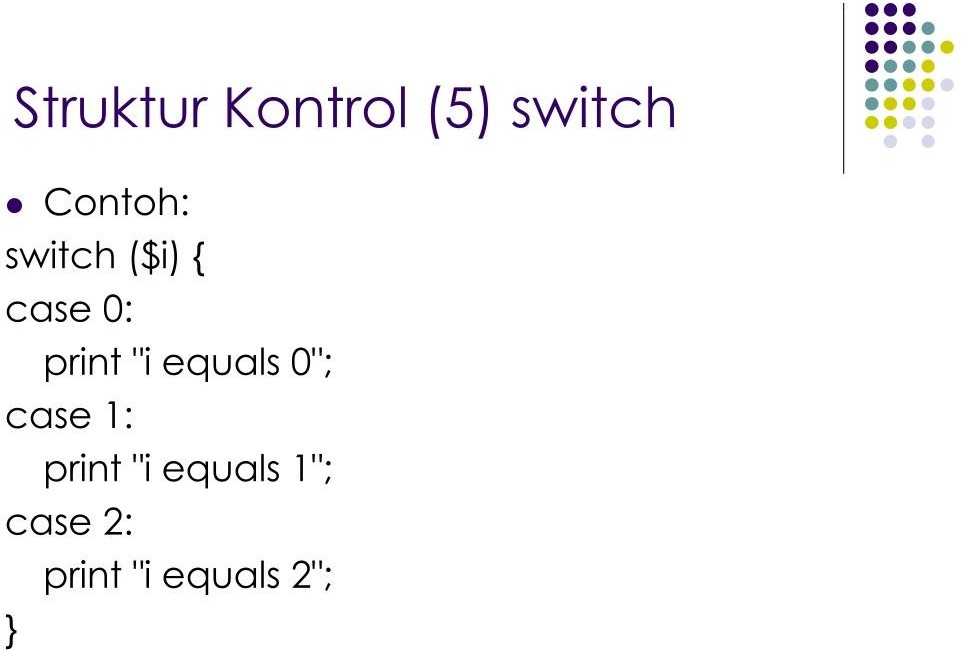 Struktur Kontrol (5) switch
● Contoh:
switch ($i) {
case 0:
print "i equals 0";
case 1:
print "i equals 1";
case 2:
print "i equals 2";
}